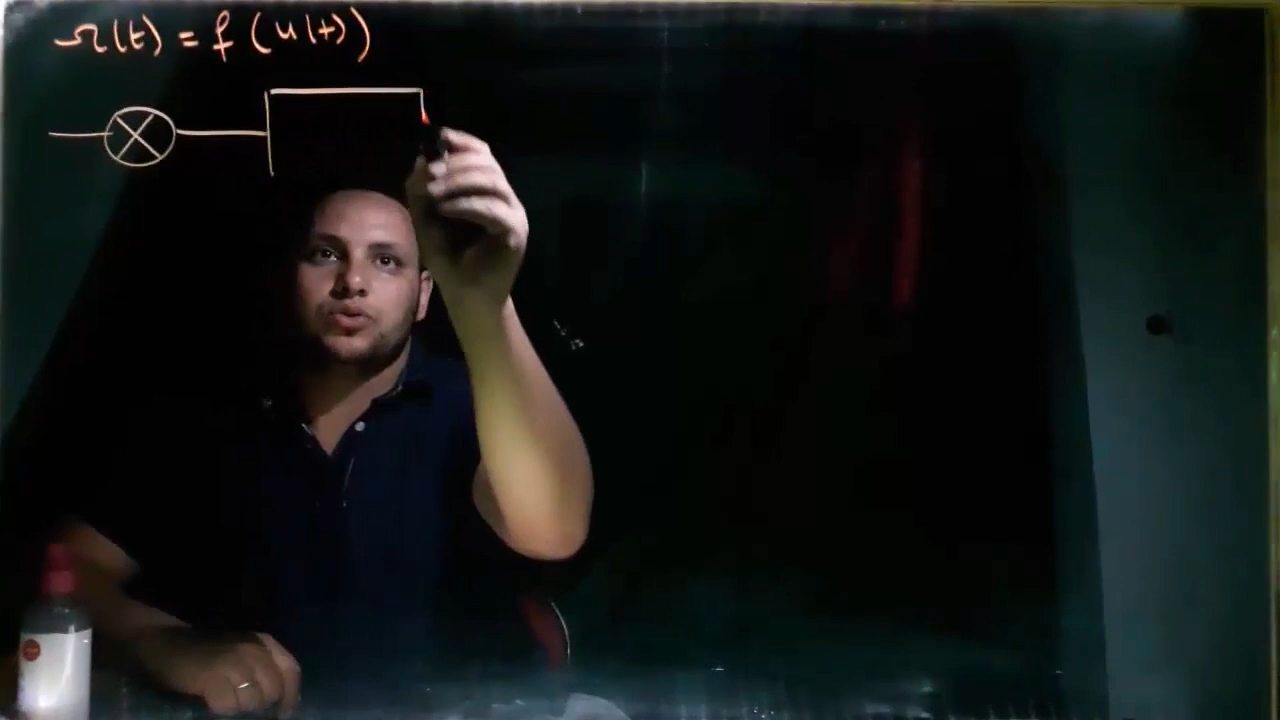 Ω(t) = f (u(t))